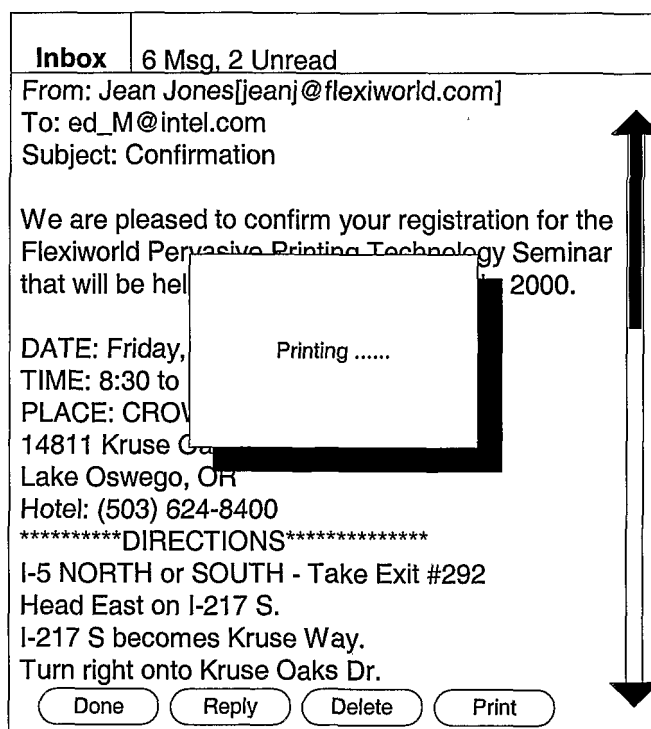 Inbox 6 Msg, 2 Unread
From: Jean Jones[jeanj@flexiworld.com]
To: ed_M@intel.com
Subject: Confirmation
We are pleased to confirm your registration for the
Flexiworld Pervasive Printing Technology Seminar
that will be hel 2000.
DATE: Friday,
Printing ......
TIME: 8:30 to
PLACE: CROW
14811 Kruse Oa
Lake Oswego, OR
Hotel: (503) 624-8400
**********DIRECTIONS**************
I-5 NORTH or SOUTH - Take Exit #292
Head East on I-217 S.
I-217 S becomes Kruse Way.
Turn right onto Kruse Oaks Dr.
Done Reply Delete Print